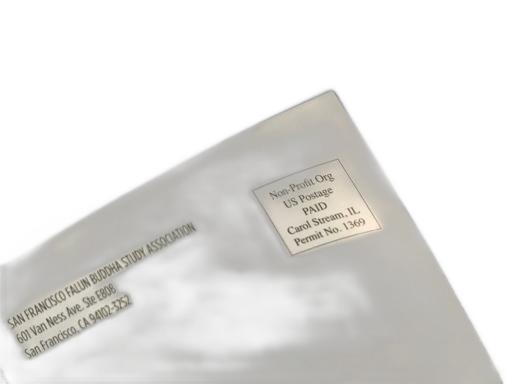 Non-Profit Org
US Postage
PAID
Carol Stream, IL
Permit No. 1369
SAN FRANCISCO FALUN BUDDHA STUDY ASSOCIATION
601 Van Ness Ave. Ste E808
San Francisco, CA 94102-3252